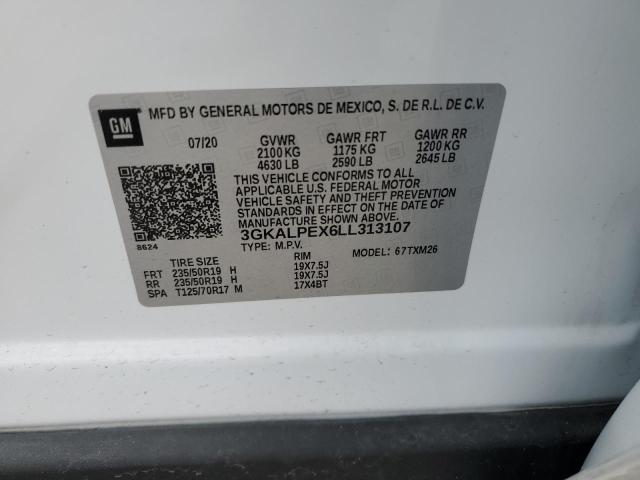 GM
MFD BY GENERAL MOTORS DE MEXICO, S. DE R.L. DE C.V.
07/20 GVWR GAWR FRT GAWR RR
2100 KG 1175 KG 1200 KG
4630 LB 2590 LB 2645 LB
THIS VEHICLE CONFORMS TO ALL
APPLICABLE U.S. FEDERAL MOTOR
VEHICLE SAFETY AND THEFT PREVENTION
STANDARDS IN EFFECT ON THE DATE OF
MANUFACTURE SHOWN ABOVE.
3GKALPEX6LL313107
8624
TYPE: M.P.V. MODEL: 67TXM26
TIRE SIZE RIM
FRT 235/50R19 H 19X7.5J
RR 235/50R19 H 19X7.5J
SPA T125/70R17 M 17X4BT